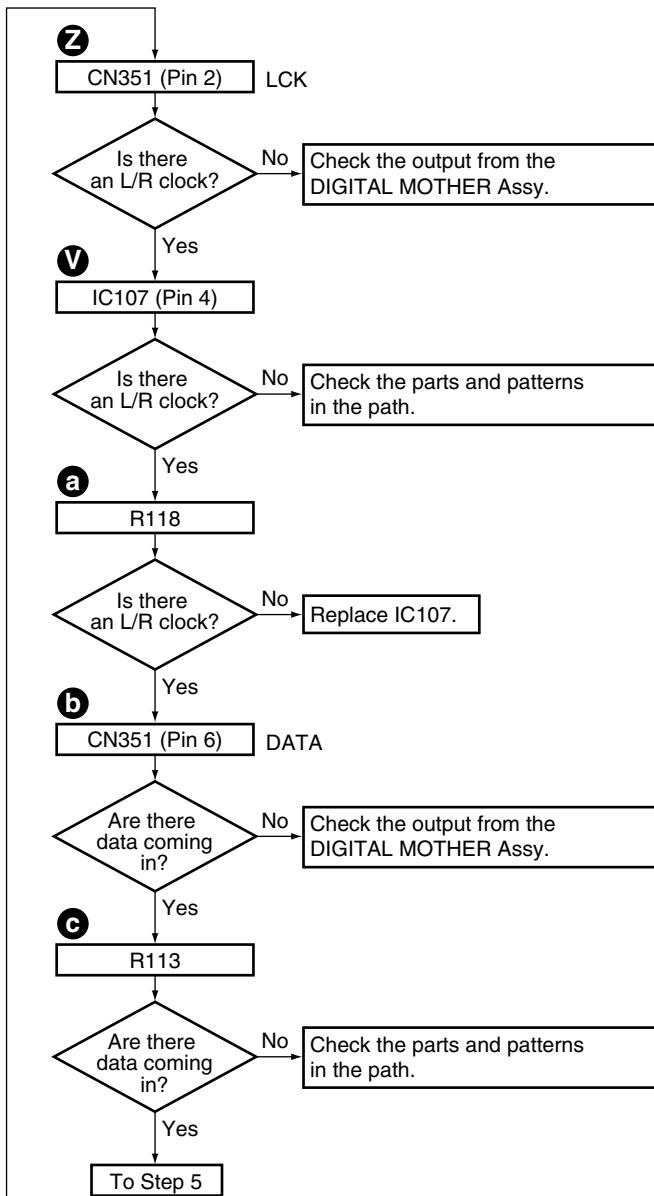 Z
CN351 (Pin 2) LCK
Is there
an L/R clock?
No
Check the output from the
DIGITAL MOTHER Assy.
Yes
V
IC107 (Pin 4)
Is there
an L/R clock?
No
Check the parts and patterns
in the path.
Yes
a
R118
Is there
an L/R clock?
No
Replace IC107.
Yes
b
CN351 (Pin 6) DATA
Are there
data coming
in?
No
Check the output from the
DIGITAL MOTHER Assy.
Yes
c
R113
Are there
data coming
in?
No
Check the parts and patterns
in the path.
Yes
To Step 5